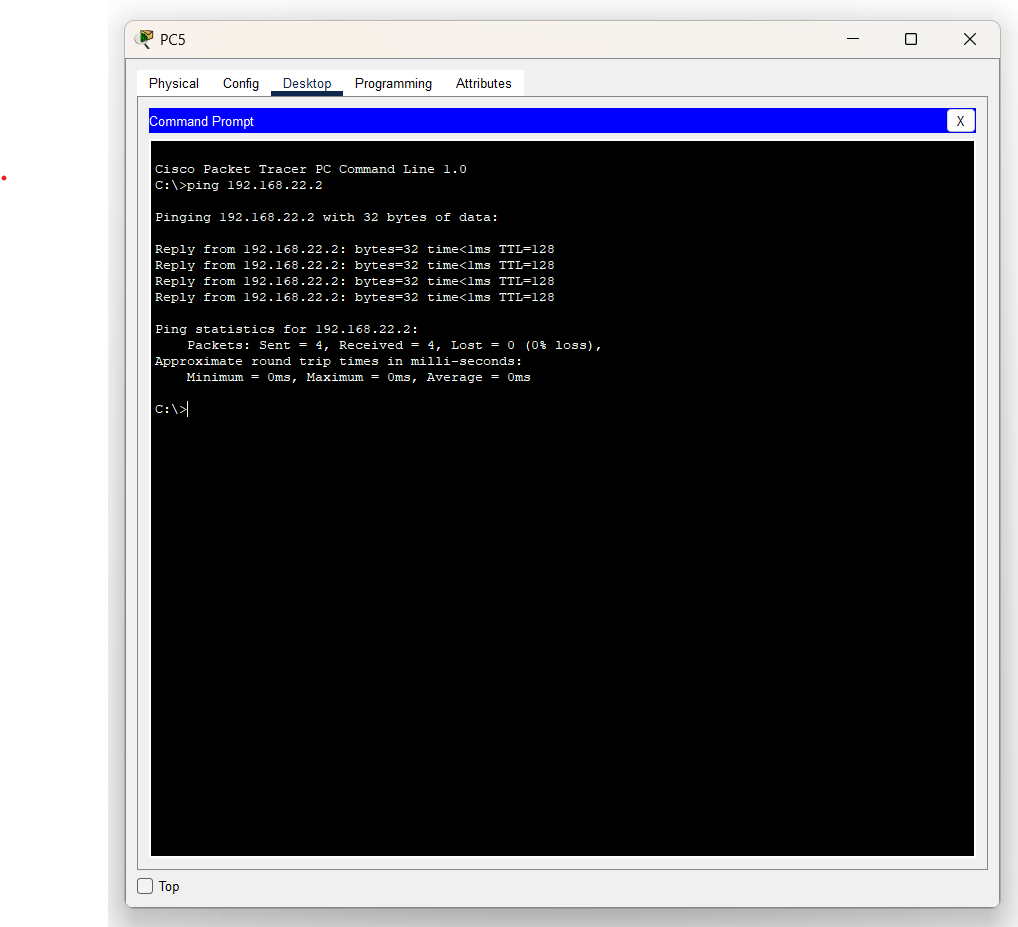 PC5
Physical Config Desktop Programming Attributes
Command Prompt X
Cisco Packet Tracer PC Command Line 1.0
C:\>ping 192.168.22.2
Pinging 192.168.22.2 with 32 bytes of data:
Reply from 192.168.22.2: bytes=32 time<1ms TTL=128
Reply from 192.168.22.2: bytes=32 time<1ms TTL=128
Reply from 192.168.22.2: bytes=32 time<1ms TTL=128
Reply from 192.168.22.2: bytes=32 time<1ms TTL=128
Ping statistics for 192.168.22.2:
    Packets: Sent = 4, Received = 4, Lost = 0 (0% loss),
Approximate round trip times in milli-seconds:
    Minimum = 0ms, Maximum = 0ms, Average = 0ms
C:\>
Top